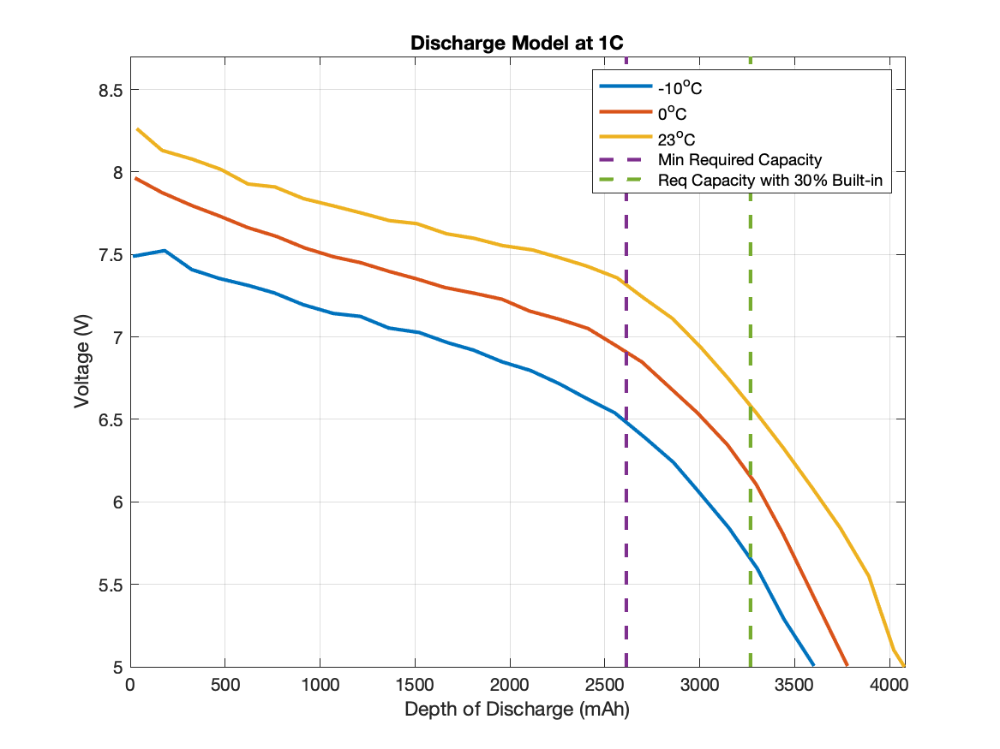 Discharge Model at 1C
-10°C
0°C
23°C
Min Required Capacity
Req Capacity with 30% Built-in
8.5
8
7.5
7
6.5
6
5.5
5
Voltage (V)
0 500 1000 1500 2000 2500 3000 3500 4000
Depth of Discharge (mAh)